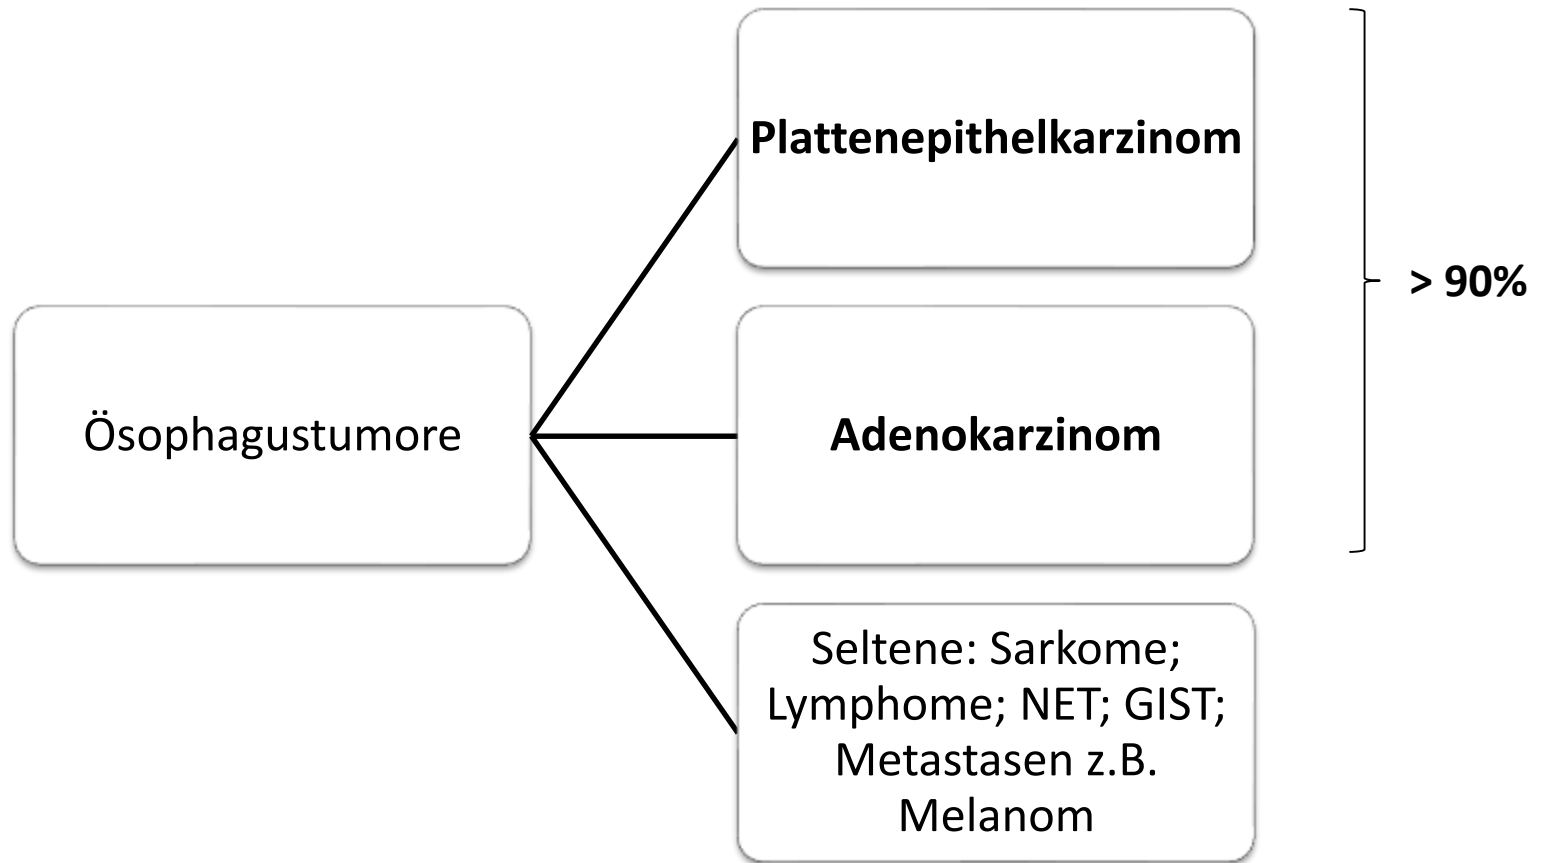 Plattenepithelkarzinom
> 90%
Ösophagustumore
Adenokarzinom
Seltene: Sarkome;
Lymphome; NET; GIST;
Metastasen z.B.
Melanom